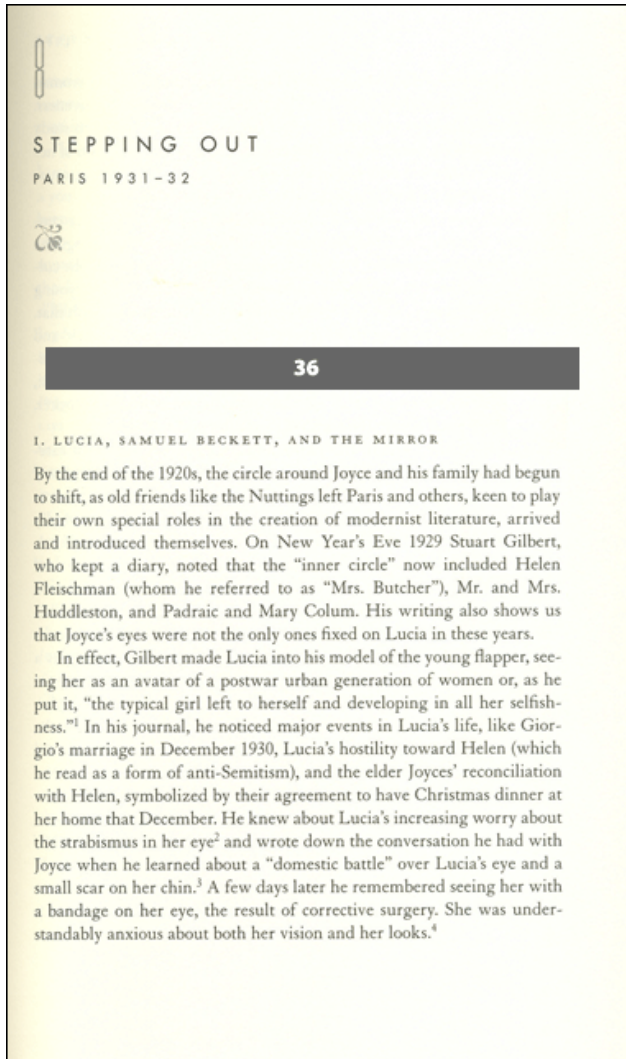 8
STEPPING OUT
PARIS 1931–32
36
I. LUCIA, SAMUEL BECKETT, AND THE MIRROR
By the end of the 1920s, the circle around Joyce and his family had begun
to shift, as old friends like the Nuttings left Paris and others, keen to play
their own special roles in the creation of modernist literature, arrived
and introduced themselves. On New Year's Eve 1929 Stuart Gilbert,
who kept a diary, noted that the “inner circle” now included Helen
Fleischman (whom he referred to as “Mrs. Butcher”), Mr. and Mrs.
Huddleston, and Padraic and Mary Colum. His writing also shows us
that Joyce's eyes were not the only ones fixed on Lucia in these years.
In effect, Gilbert made Lucia into his model of the young flapper, see-
ing her as an avatar of a postwar urban generation of women or, as he
put it, “the typical girl left to herself and developing in all her selfish-
ness.”1 In his journal, he noticed major events in Lucia's life, like Gior-
gio's marriage in December 1930, Lucia's hostility toward Helen (which
he read as a form of anti-Semitism), and the elder Joyces' reconciliation
with Helen, symbolized by their agreement to have Christmas dinner at
her home that December. He knew about Lucia's increasing worry about
the strabismus in her eye2 and wrote down the conversation he had with
Joyce when he learned about a “domestic battle” over Lucia's eye and a
small scar on her chin.3 A few days later he remembered seeing her with
a bandage on her eye, the result of corrective surgery. She was under-
standably anxious about both her vision and her looks.4